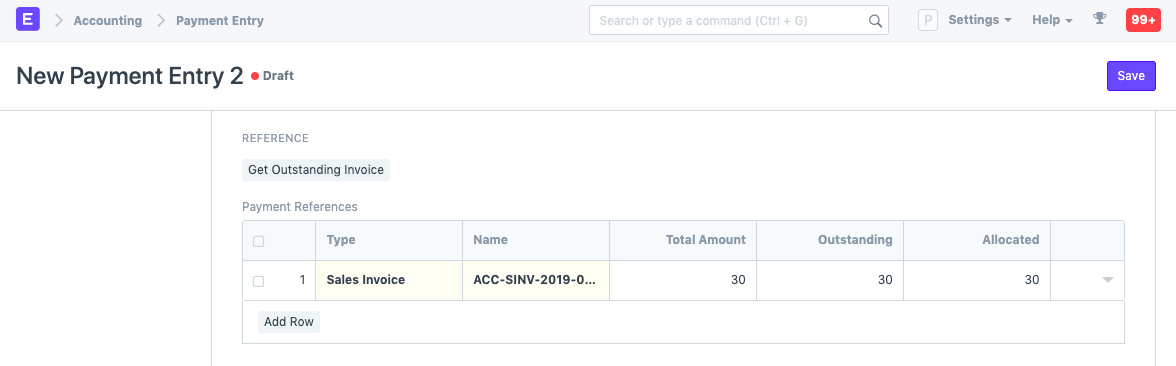 E Accounting Payment Entry Search or type a command (Ctrl + G) P Settings Help 99+
New Payment Entry 2 Draft Save
REFERENCE
Get Outstanding Invoice
Payment References
Type Name Total Amount Outstanding Allocated
1 Sales Invoice ACC-SINV-2019-0... 30 30 30
Add Row